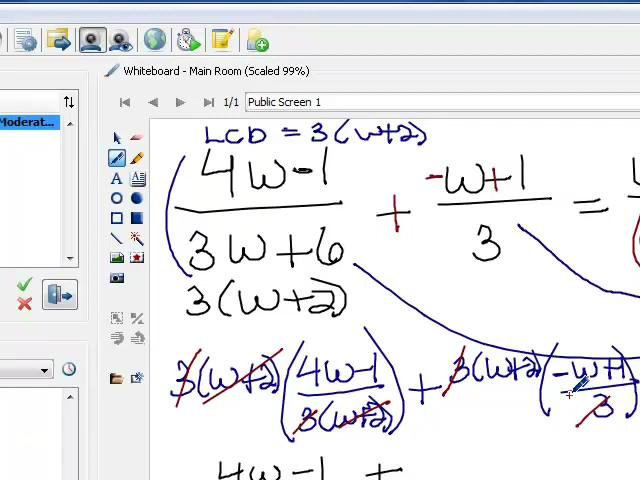 Whiteboard - Main Room (Scaled 99%)
1/1 Public Screen 1
Moderat
LCD = 3(w+2)
4w-1
3w+6
+
-w+1
3
=
4
3(w+2)
3(w+2)(4w-1 + 3(w+2)(-w+1
3(w+2)) 3
4w-1 +
A A